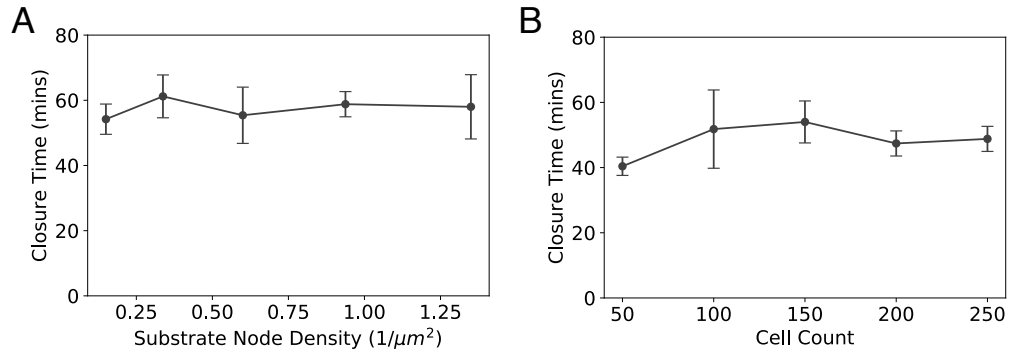 A
80
60
40
20
0
Closure Time (mins)
0.25 0.50 0.75 1.00 1.25
Substrate Node Density (1/μm²)
B
80
60
40
20
0
Closure Time (mins)
50 100 150 200 250
Cell Count